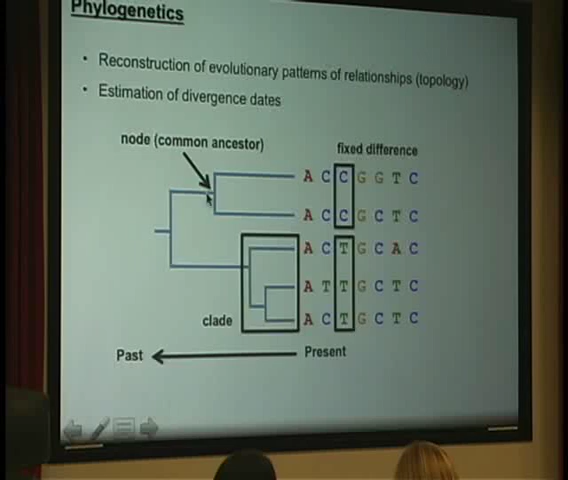 Phylogenetics
• Reconstruction of evolutionary patterns of relationships (topology)
• Estimation of divergence dates
node (common ancestor)
fixed difference
A C C G G T C
A C C G C T C
A C T G C A C
A T T G C T C
A C T G C T C
clade
Past
Present